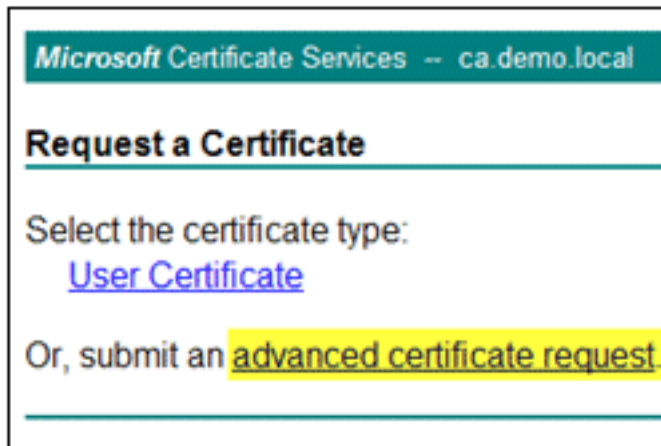 Microsoft Certificate Services -- ca.demo.local
Request a Certificate
Select the certificate type:
User Certificate
Or, submit an advanced certificate request.